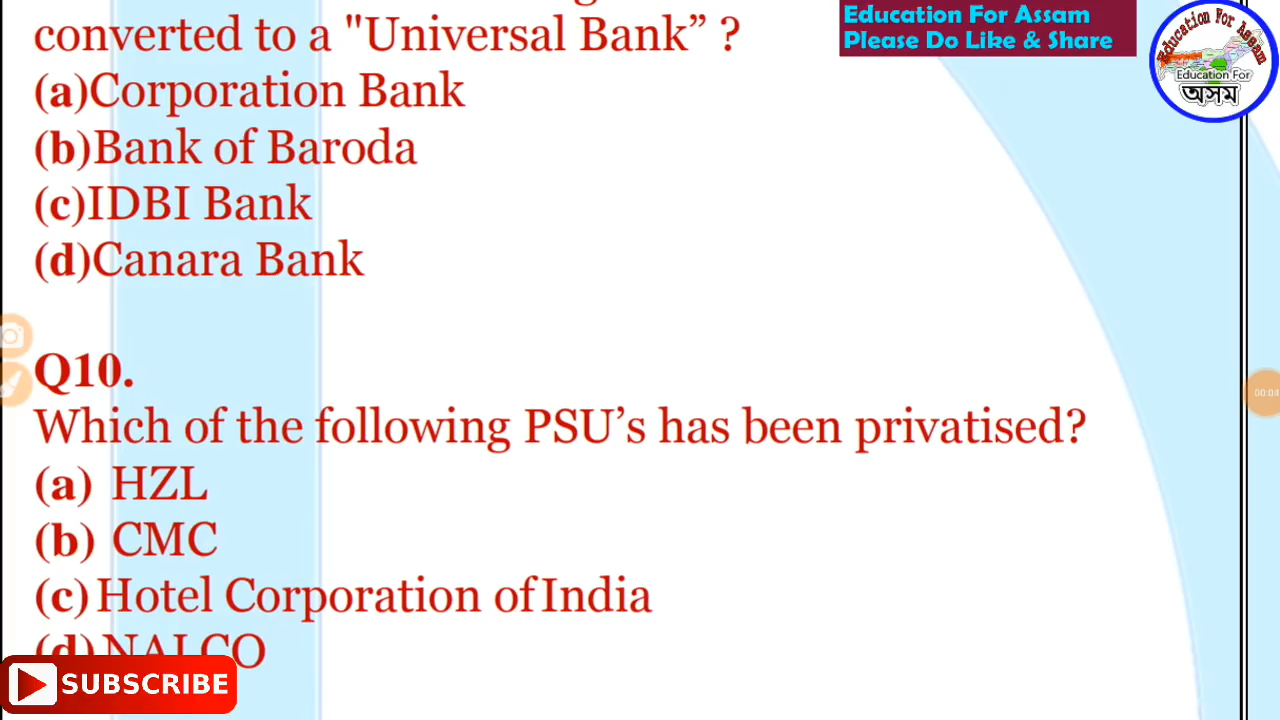 converted to a "Universal Bank” ?
(a)Corporation Bank
(b)Bank of Baroda
(c)IDBI Bank
(d)Canara Bank
Q10.
Which of the following PSU’s has been privatised?
(a) HZL
(b) CMC
(c) Hotel Corporation of India
(d) NALCO
Education For Assam
Please Do Like & Share
Education For Assam
Education For
অসম
SUBSCRIBE